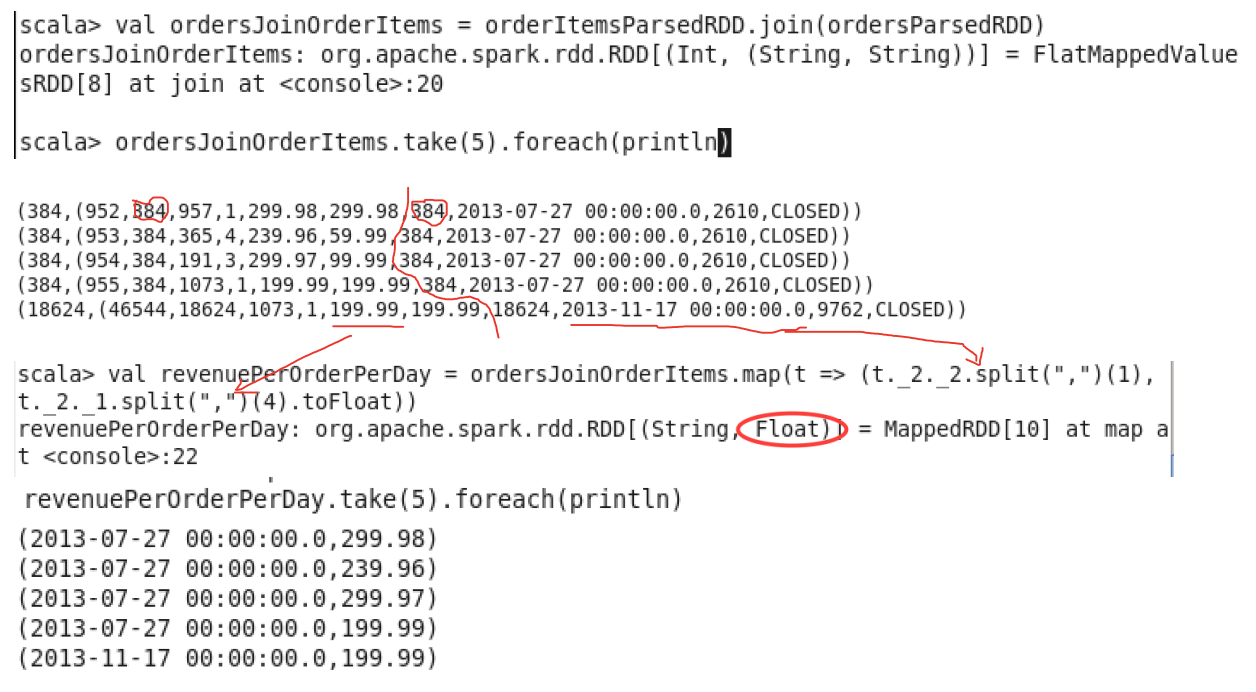 scala> val ordersJoinOrderItems = orderItemsParsedRDD.join(ordersParsedRDD)
ordersJoinOrderItems: org.apache.spark.rdd.RDD[(Int, (String, String))] = FlatMappedValue
sRDD[8] at join at <console>:20
scala> ordersJoinOrderItems.take(5).foreach(println)
(384,(952,384,957,1,299.98,299.98,384,2013-07-27 00:00:00.0,2610,CLOSED))
(384,(953,384,365,4,239.96,59.99,384,2013-07-27 00:00:00.0,2610,CLOSED))
(384,(954,384,191,3,299.97,99.99,384,2013-07-27 00:00:00.0,2610,CLOSED))
(384,(955,384,1073,1,199.99,199.99,384,2013-07-27 00:00:00.0,2610,CLOSED))
(18624,(46544,18624,1073,1,199.99,199.99,18624,2013-11-17 00:00:00.0,9762,CLOSED))
scala> val revenuePerOrderPerDay = ordersJoinOrderItems.map(t => (t._2._2.split(",")(1),
t._2._1.split(",")(4).toFloat))
revenuePerOrderPerDay: org.apache.spark.rdd.RDD[(String, Float)] = MappedRDD[10] at map a
t <console>:22
revenuePerOrderPerDay.take(5).foreach(println)
(2013-07-27 00:00:00.0,299.98)
(2013-07-27 00:00:00.0,239.96)
(2013-07-27 00:00:00.0,299.97)
(2013-07-27 00:00:00.0,199.99)
(2013-11-17 00:00:00.0,199.99)